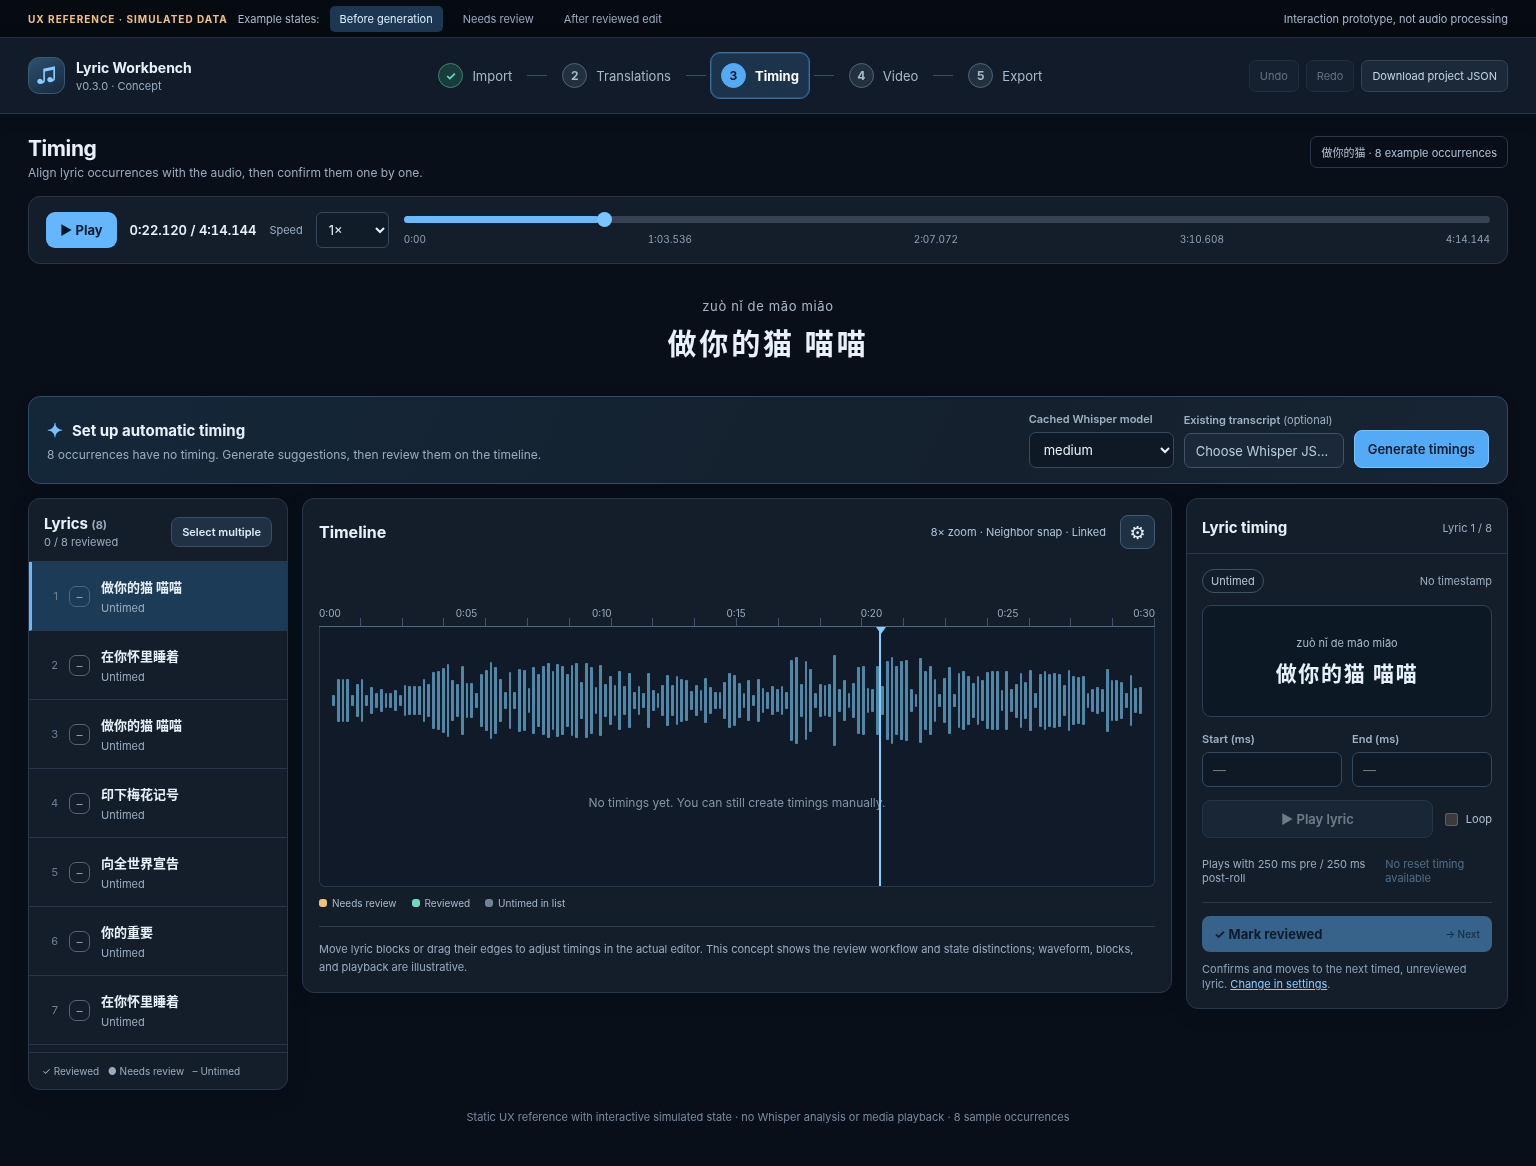 UX REFERENCE · SIMULATED DATA Example states: Before generation Needs review After reviewed edit Interaction prototype, not audio processing
Lyric Workbench
v0.3.0 · Concept
✓ Import 2 Translations 3 Timing 4 Video 5 Export
Undo Redo Download project JSON
Timing
Align lyric occurrences with the audio, then confirm them one by one.
做你的猫 · 8 example occurrences
▶ Play 0:22.120 / 4:14.144 Speed 1×
0:00 1:03.536 2:07.072 3:10.608 4:14.144
zuò nǐ de māo miāo
做你的猫 喵喵
✦ Set up automatic timing
8 occurrences have no timing. Generate suggestions, then review them on the timeline.
Cached Whisper model Existing transcript (optional)
medium Choose Whisper JS... Generate timings
Lyrics (8)
0 / 8 reviewed
Select multiple
1 – 做你的猫 喵喵
Untimed
2 – 在你怀里睡着
Untimed
3 – 做你的猫 喵喵
Untimed
4 – 印下梅花记号
Untimed
5 – 向全世界宣告
Untimed
6 – 你的重要
Untimed
7 – 在你怀里睡着
Untimed
✓ Reviewed ● Needs review – Untimed
Timeline
8× zoom · Neighbor snap · Linked ⚙
0:00 0:05 0:10 0:15 0:20 0:25 0:30
No timings yet. You can still create timings manually.
Needs review Reviewed Untimed in list
Move lyric blocks or drag their edges to adjust timings in the actual editor. This concept shows the review workflow and state distinctions; waveform, blocks,
and playback are illustrative.
Lyric timing Lyric 1 / 8
Untimed No timestamp
zuò nǐ de māo miāo
做你的猫 喵喵
Start (ms) End (ms)
— —
▶ Play lyric Loop
Plays with 250 ms pre / 250 ms
post-roll
No reset timing
available
✓ Mark reviewed → Next
Confirms and moves to the next timed, unreviewed
lyric. Change in settings.
Static UX reference with interactive simulated state · no Whisper analysis or media playback · 8 sample occurrences